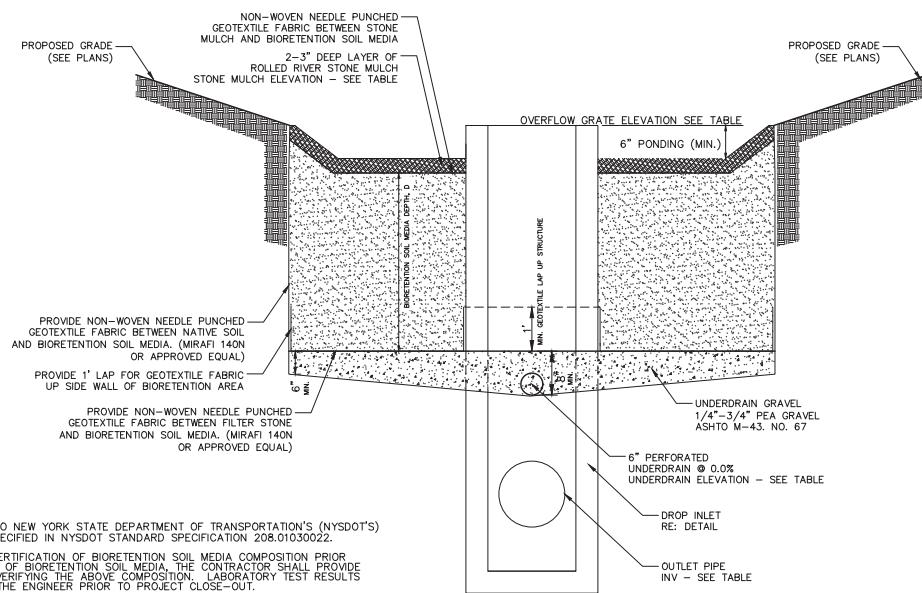 NON-WOVEN NEEDLE PUNCHED
GEOTEXTILE FABRIC BETWEEN STONE
MULCH AND BIORETENTION SOIL MEDIA
2-3" DEEP LAYER OF
ROLLED RIVER STONE MULCH
STONE MULCH ELEVATION - SEE TABLE
PROPOSED GRADE
(SEE PLANS)
PROPOSED GRADE
(SEE PLANS)
OVERFLOW GRATE ELEVATION SEE TABLE
6" PONDING (MIN.)
BIORETENTION SOIL MEDIA DEPTH, D
1'
MIN. GEOTEXTILE LAP UP STRUCTURE
PROVIDE NON-WOVEN NEEDLE PUNCHED
GEOTEXTILE FABRIC BETWEEN NATIVE SOIL
AND BIORETENTION SOIL MEDIA. (MIRAFI 140N
OR APPROVED EQUAL)
PROVIDE 1' LAP FOR GEOTEXTILE FABRIC
UP SIDE WALL OF BIORETENTION AREA
6"
MIN.
8"
MIN.
PROVIDE NON-WOVEN NEEDLE PUNCHED
GEOTEXTILE FABRIC BETWEEN FILTER STONE
AND BIORETENTION SOIL MEDIA. (MIRAFI 140N
OR APPROVED EQUAL)
UNDERDRAIN GRAVEL
1/4"-3/4" PEA GRAVEL
ASHTO M-43. NO. 67
6" PERFORATED
UNDERDRAIN @ 0.0%
UNDERDRAIN ELEVATION - SEE TABLE
DROP INLET
RE: DETAIL
OUTLET PIPE
INV - SEE TABLE
O NEW YORK STATE DEPARTMENT OF TRANSPORTATION'S (NYSDOT'S)
ECIFIED IN NYSDOT STANDARD SPECIFICATION 208.01030022.
ERTIFICATION OF BIORETENTION SOIL MEDIA COMPOSITION PRIOR
OF BIORETENTION SOIL MEDIA, THE CONTRACTOR SHALL PROVIDE
VERIFYING THE ABOVE COMPOSITION. LABORATORY TEST RESULTS
THE ENGINEER PRIOR TO PROJECT CLOSE-OUT.